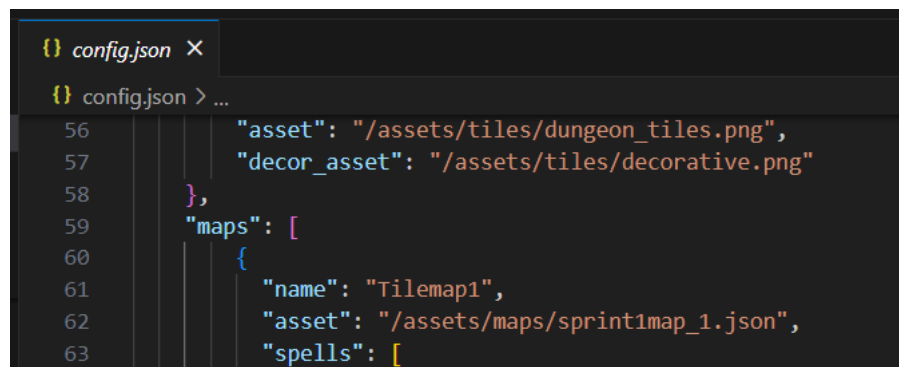 {} config.json ×
{} config.json > ...
56 "asset": "/assets/tiles/dungeon_tiles.png",
57 "decor_asset": "/assets/tiles/decorative.png"
58 },
59 "maps": [
60 {
61 "name": "Tilemap1",
62 "asset": "/assets/maps/sprint1map_1.json",
63 "spells": [